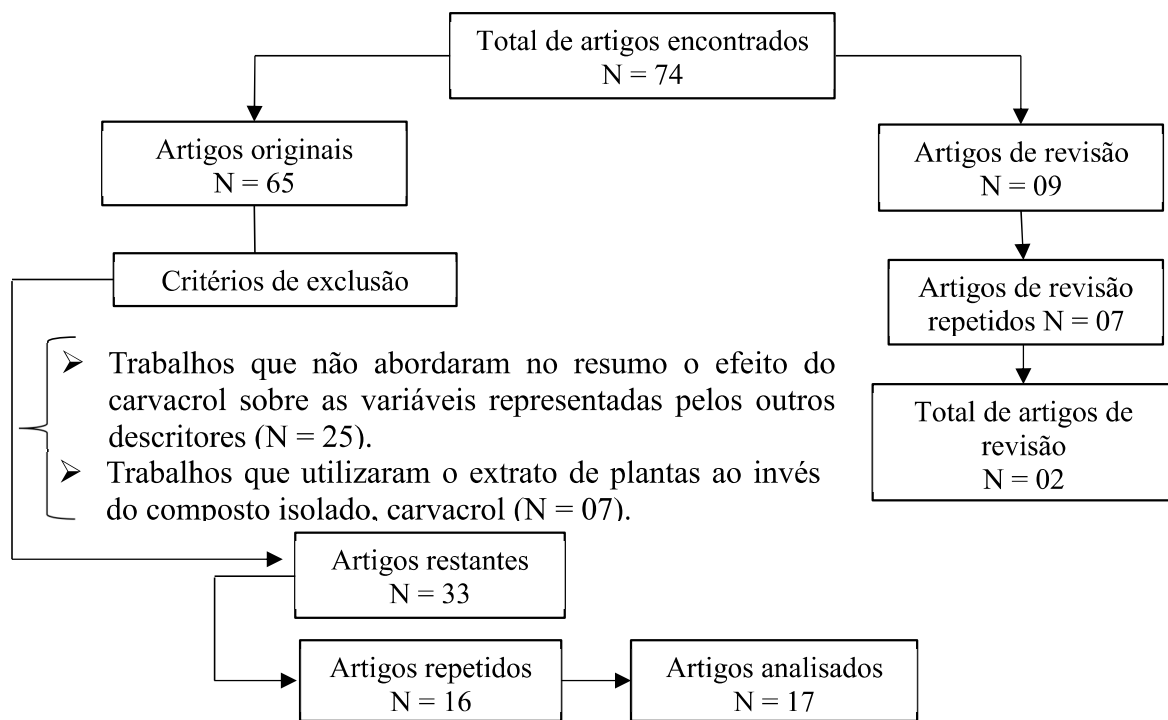 Total de artigos encontrados
N = 74
Artigos originais
N = 65
Artigos de revisão
N = 09
Critérios de exclusão
Artigos de revisão
repetidos N = 07
➢ Trabalhos que não abordaram no resumo o efeito do
carvacrol sobre as variáveis representadas pelos outros
descritores (N = 25).
➢ Trabalhos que utilizaram o extrato de plantas ao invés
do composto isolado, carvacrol (N = 07).
Total de artigos de
revisão
N = 02
Artigos restantes
N = 33
Artigos repetidos
N = 16
Artigos analisados
N = 17